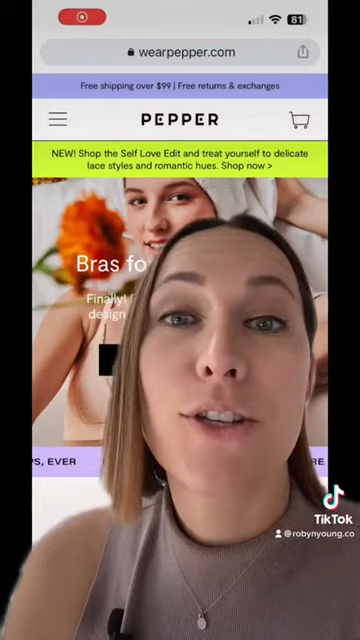 81
wearpepper.com
Free shipping over $99 | Free returns & exchanges
PEPPER
NEW! Shop the Self Love Edit and treat yourself to delicate
lace styles and romantic hues. Shop now >
Bras fo
Finally!
design
S, EVER
RE
TikTok
@robynyoung.co